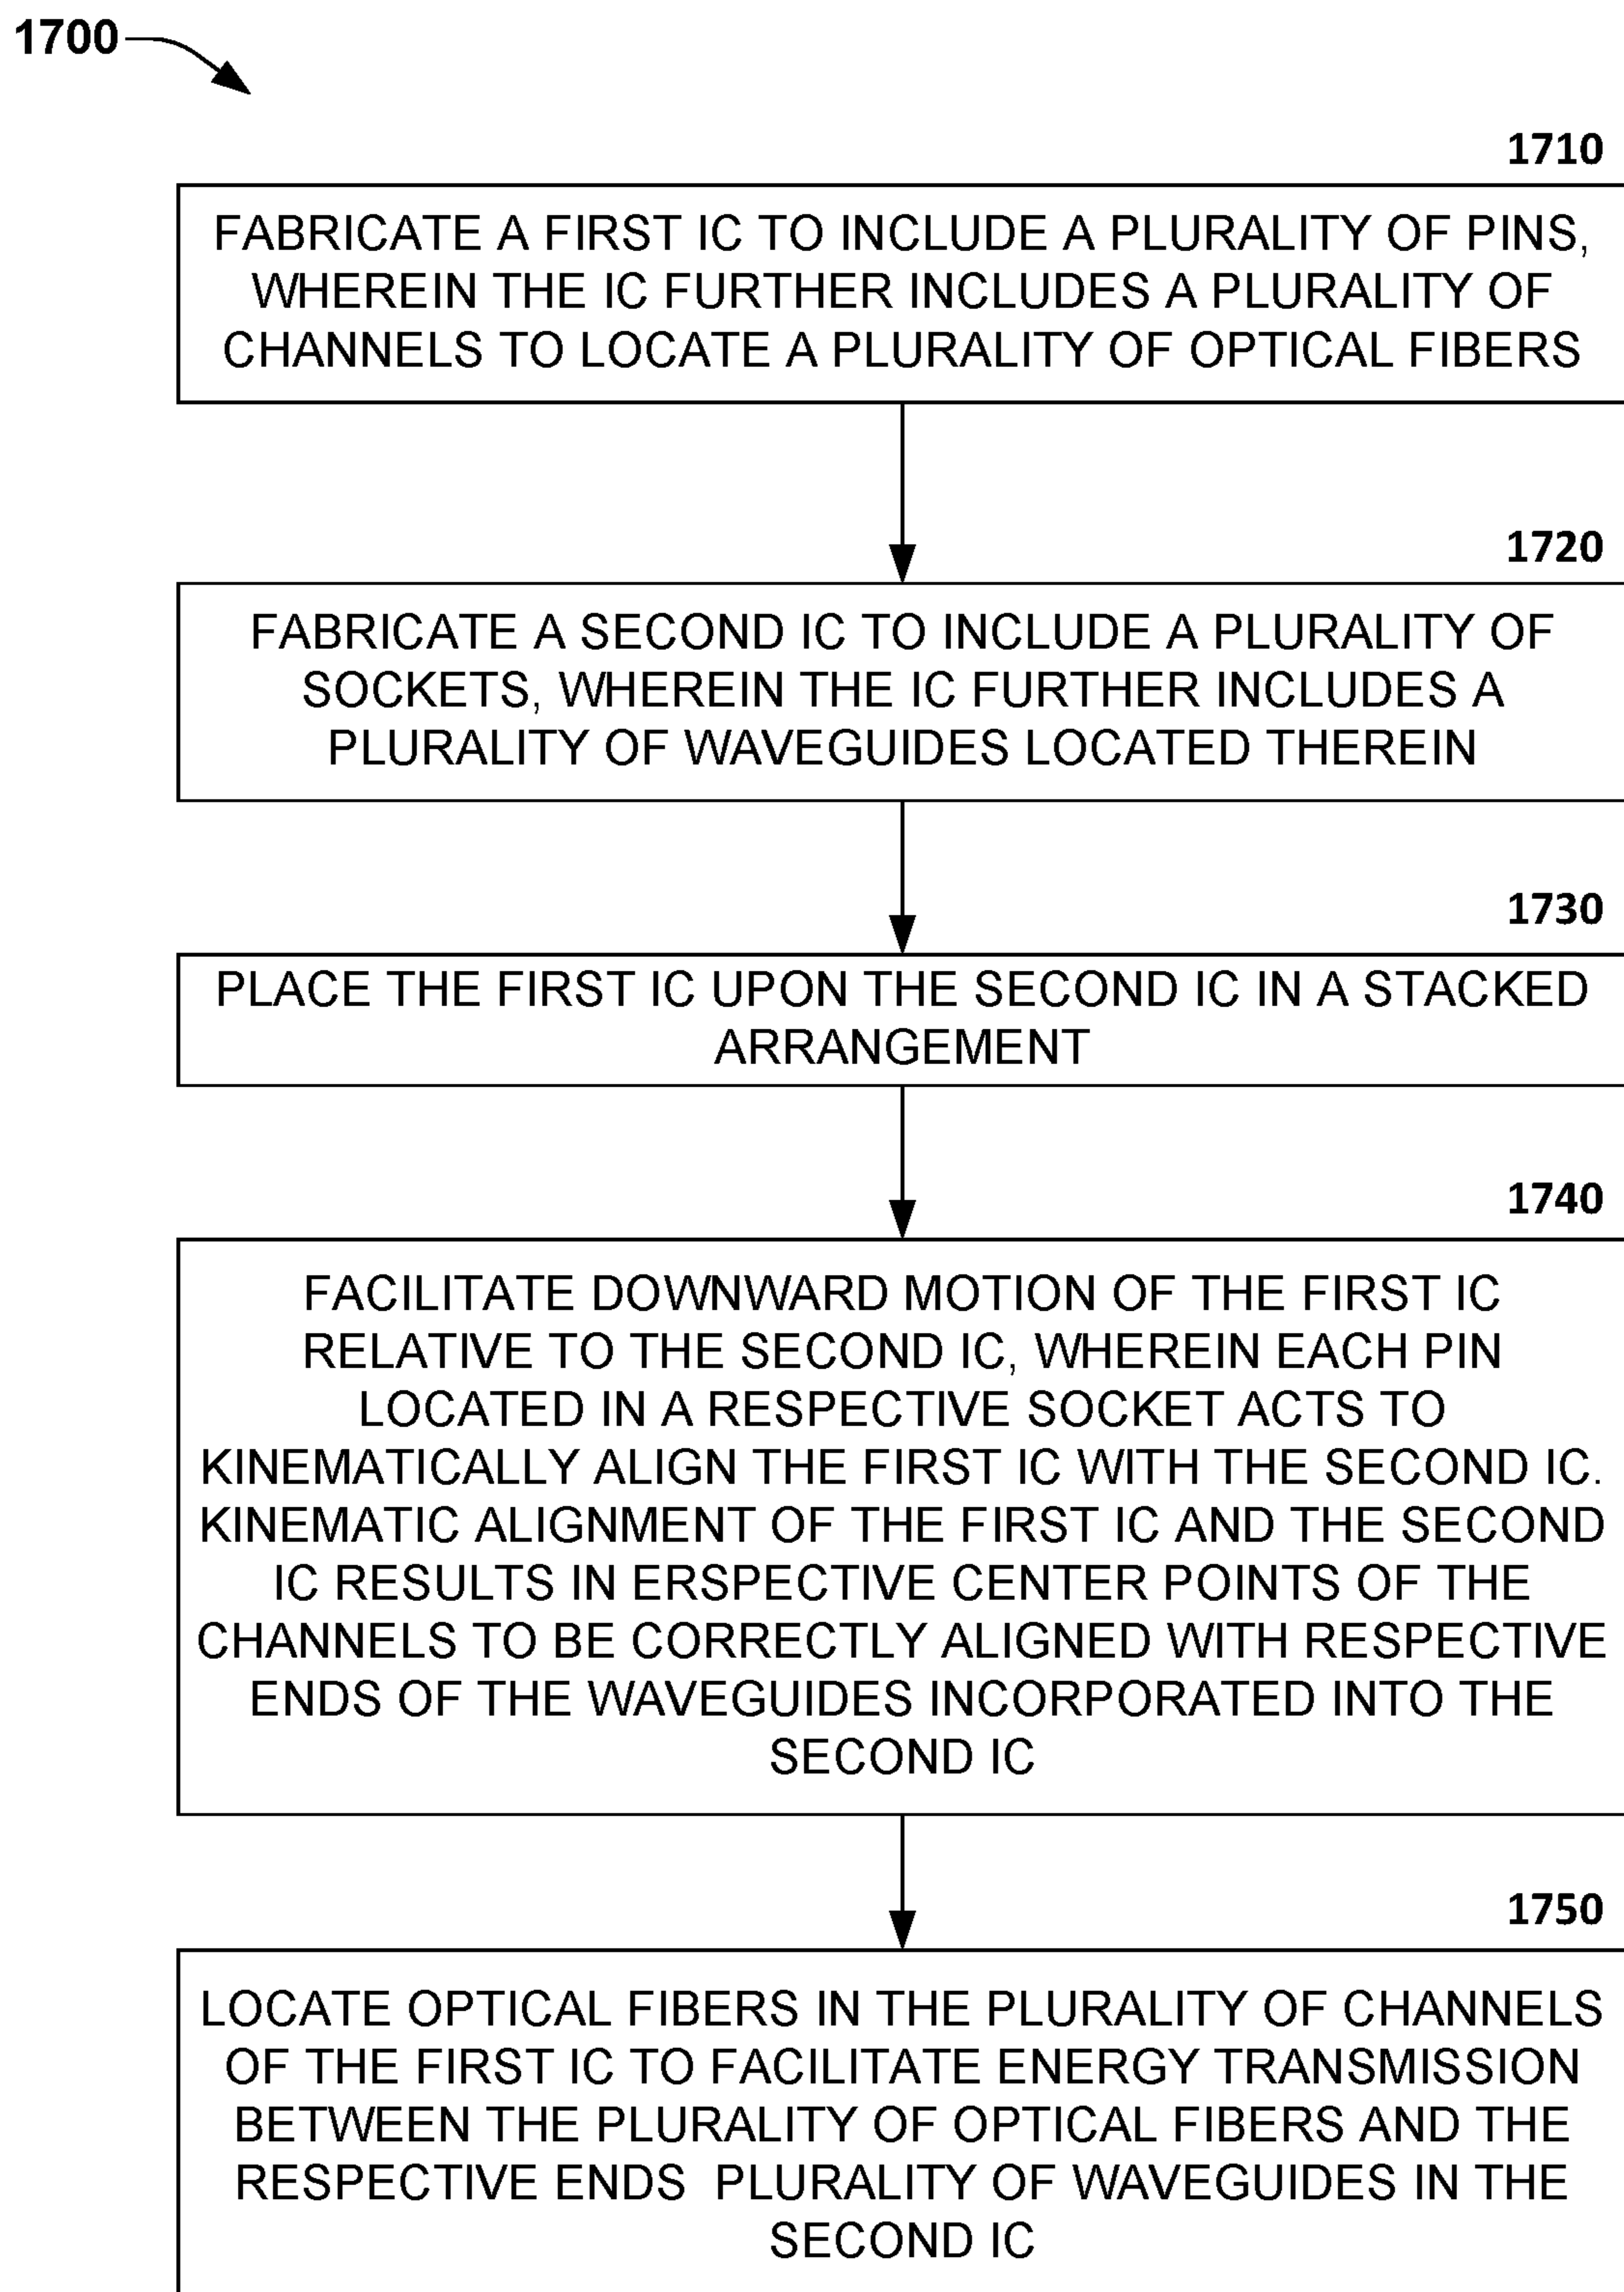 1700
1710
FABRICATE A FIRST IC TO INCLUDE A PLURALITY OF PINS,
WHEREIN THE IC FURTHER INCLUDES A PLURALITY OF
CHANNELS TO LOCATE A PLURALITY OF OPTICAL FIBERS
1720
FABRICATE A SECOND IC TO INCLUDE A PLURALITY OF
SOCKETS, WHEREIN THE IC FURTHER INCLUDES A
PLURALITY OF WAVEGUIDES LOCATED THEREIN
1730
PLACE THE FIRST IC UPON THE SECOND IC IN A STACKED
ARRANGEMENT
1740
FACILITATE DOWNWARD MOTION OF THE FIRST IC
RELATIVE TO THE SECOND IC, WHEREIN EACH PIN
LOCATED IN A RESPECTIVE SOCKET ACTS TO
KINEMATICALLY ALIGN THE FIRST IC WITH THE SECOND IC.
KINEMATIC ALIGNMENT OF THE FIRST IC AND THE SECOND
IC RESULTS IN ERSPECTIVE CENTER POINTS OF THE
CHANNELS TO BE CORRECTLY ALIGNED WITH RESPECTIVE
ENDS OF THE WAVEGUIDES INCORPORATED INTO THE
SECOND IC
1750
LOCATE OPTICAL FIBERS IN THE PLURALITY OF CHANNELS
OF THE FIRST IC TO FACILITATE ENERGY TRANSMISSION
BETWEEN THE PLURALITY OF OPTICAL FIBERS AND THE
RESPECTIVE ENDS  PLURALITY OF WAVEGUIDES IN THE
SECOND IC